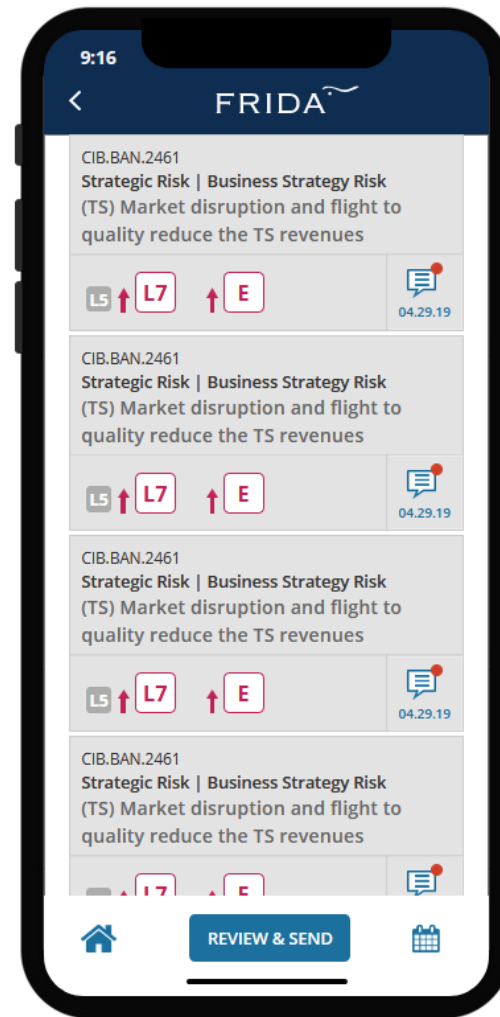 9:16
FRIDA
CIB.BAN.2461
Strategic Risk | Business Strategy Risk
(TS) Market disruption and flight to
quality reduce the TS revenues
L5 L7 E
04.29.19
CIB.BAN.2461
Strategic Risk | Business Strategy Risk
(TS) Market disruption and flight to
quality reduce the TS revenues
L5 L7 E
04.29.19
CIB.BAN.2461
Strategic Risk | Business Strategy Risk
(TS) Market disruption and flight to
quality reduce the TS revenues
L5 L7 E
04.29.19
CIB.BAN.2461
Strategic Risk | Business Strategy Risk
(TS) Market disruption and flight to
quality reduce the TS revenues
L7 E
REVIEW & SEND